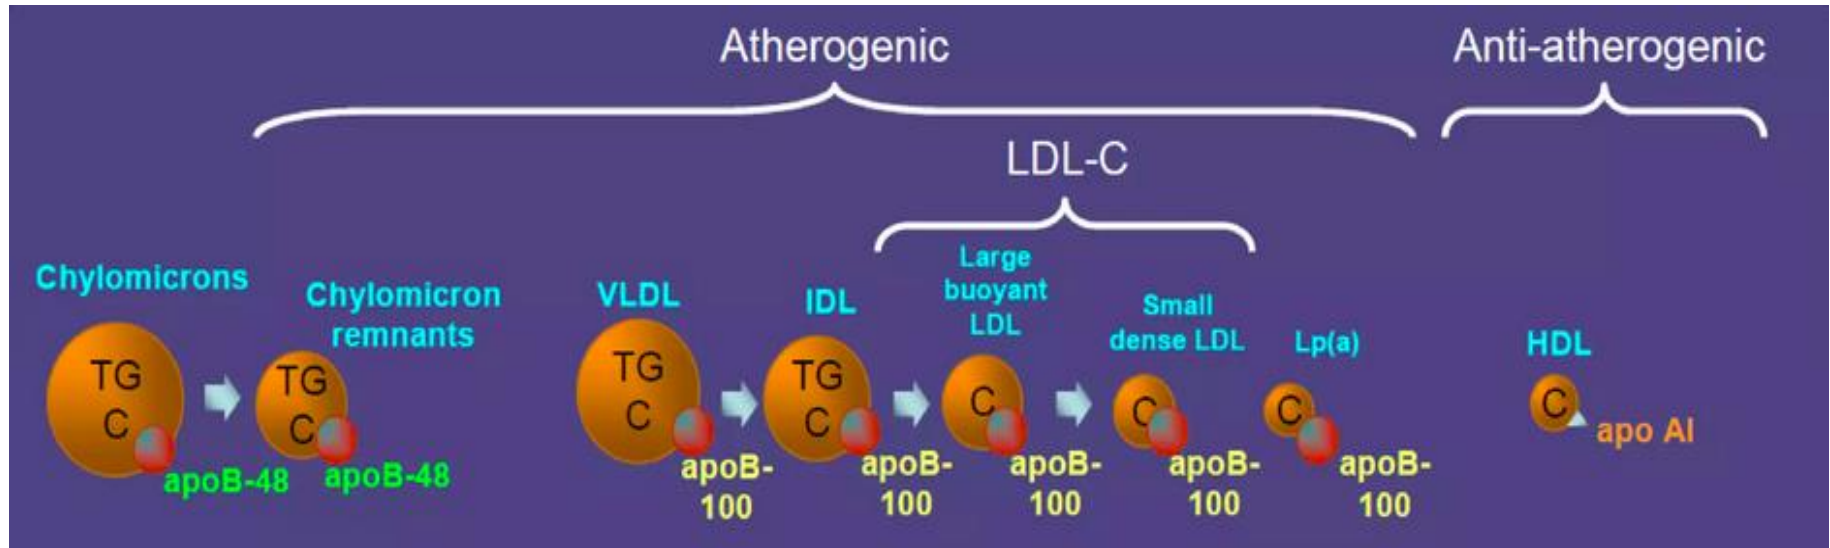 Atherogenic
Anti-atherogenic
LDL-C
Chylomicrons
Chylomicron
remnants
VLDL
IDL
Large
buoyant
LDL
Small
dense LDL
Lp(a)
HDL
TG
C
TG
C
TG
C
TG
C
C
C
C
C
apoB-48
apoB-48
apoB-
100
apoB-
100
apoB-
100
apoB-
100
apoB-
100
apo AI